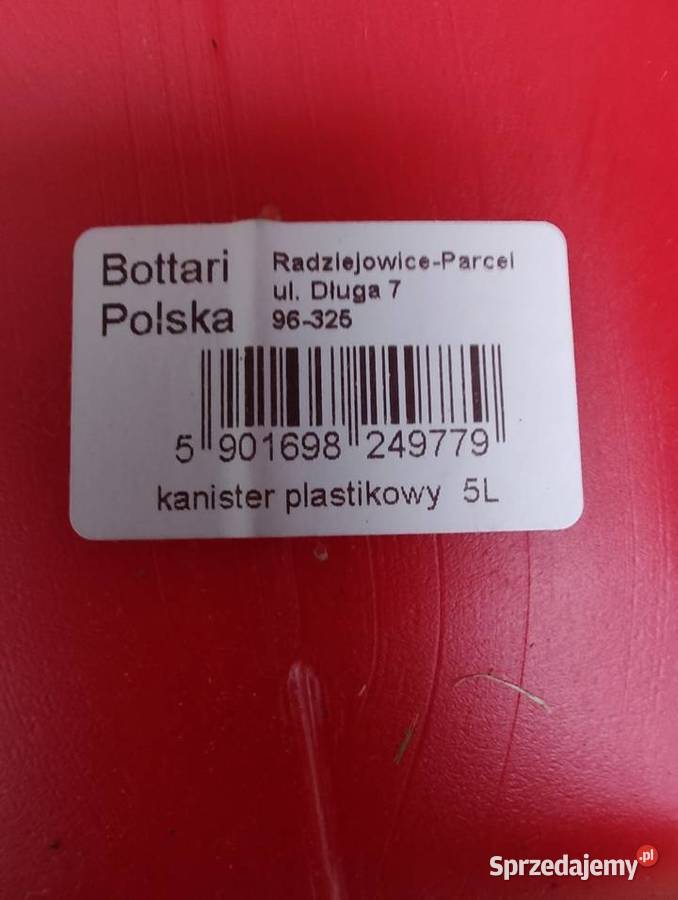 Bottari
Polska
Radziejowice-Parcel
ul. Długa 7
96-325
5 901698 249779
kanister plastikowy 5L
Sprzedajemy.pl